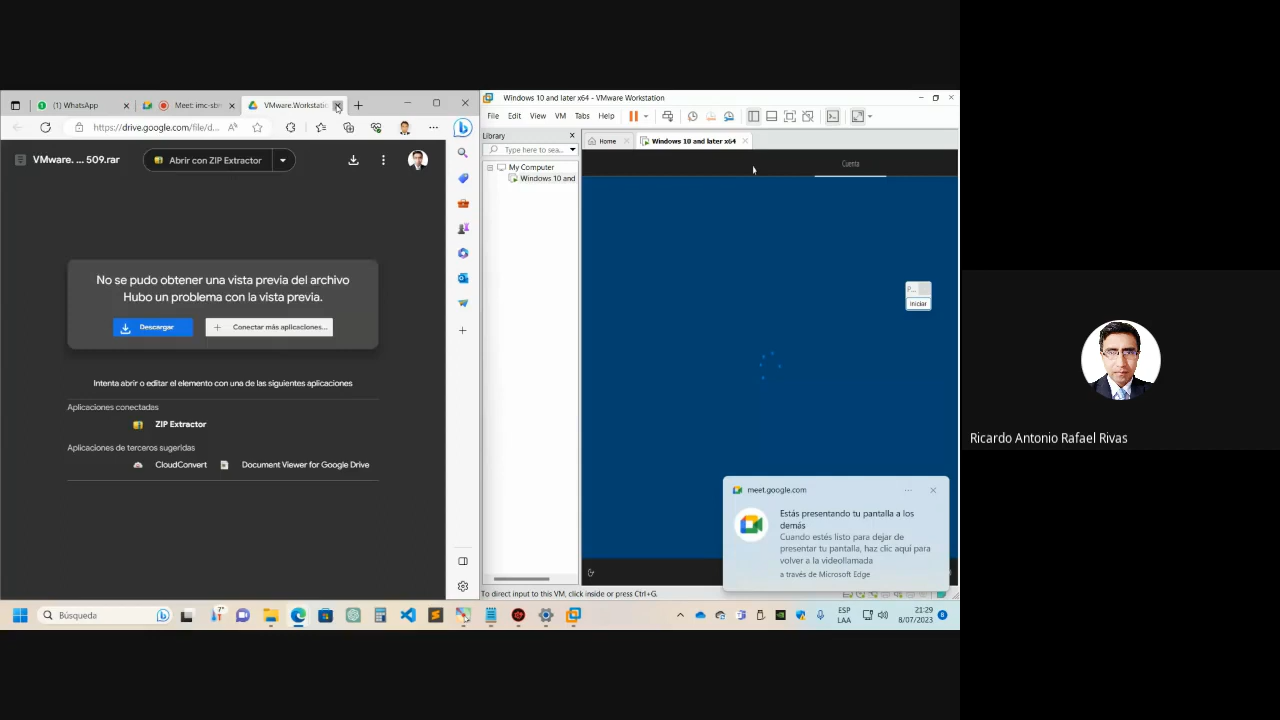 (1) WhatsApp
Meet: imc-sb
VMware.Workstatio
https://drive.google.com/file/d...
VMware. ... 509.rar
Abrir con ZIP Extractor
No se pudo obtener una vista previa del archivo
Hubo un problema con la vista previa.
Descargar
Conectar más aplicaciones...
Intenta abrir o editar el elemento con una de las siguientes aplicaciones
Aplicaciones conectadas
ZIP Extractor
Aplicaciones de terceros sugeridas
CloudConvert
Document Viewer for Google Drive
Windows 10 and later x64 - VMware Workstation
File Edit View VM Tabs Help
Library
Type here to sea...
My Computer
Windows 10 and
Home
Windows 10 and later x64
Cuenta
P...
Iniciar
meet.google.com
Estás presentando tu pantalla a los
demás
Cuando estés listo para dejar de
presentar tu pantalla, haz clic aquí para
volver a la videollamada
a través de Microsoft Edge
To direct input to this VM, click inside or press Ctrl+G.
Búsqueda
7°
ESP
LAA
21:29
8/07/2023
Ricardo Antonio Rafael Rivas